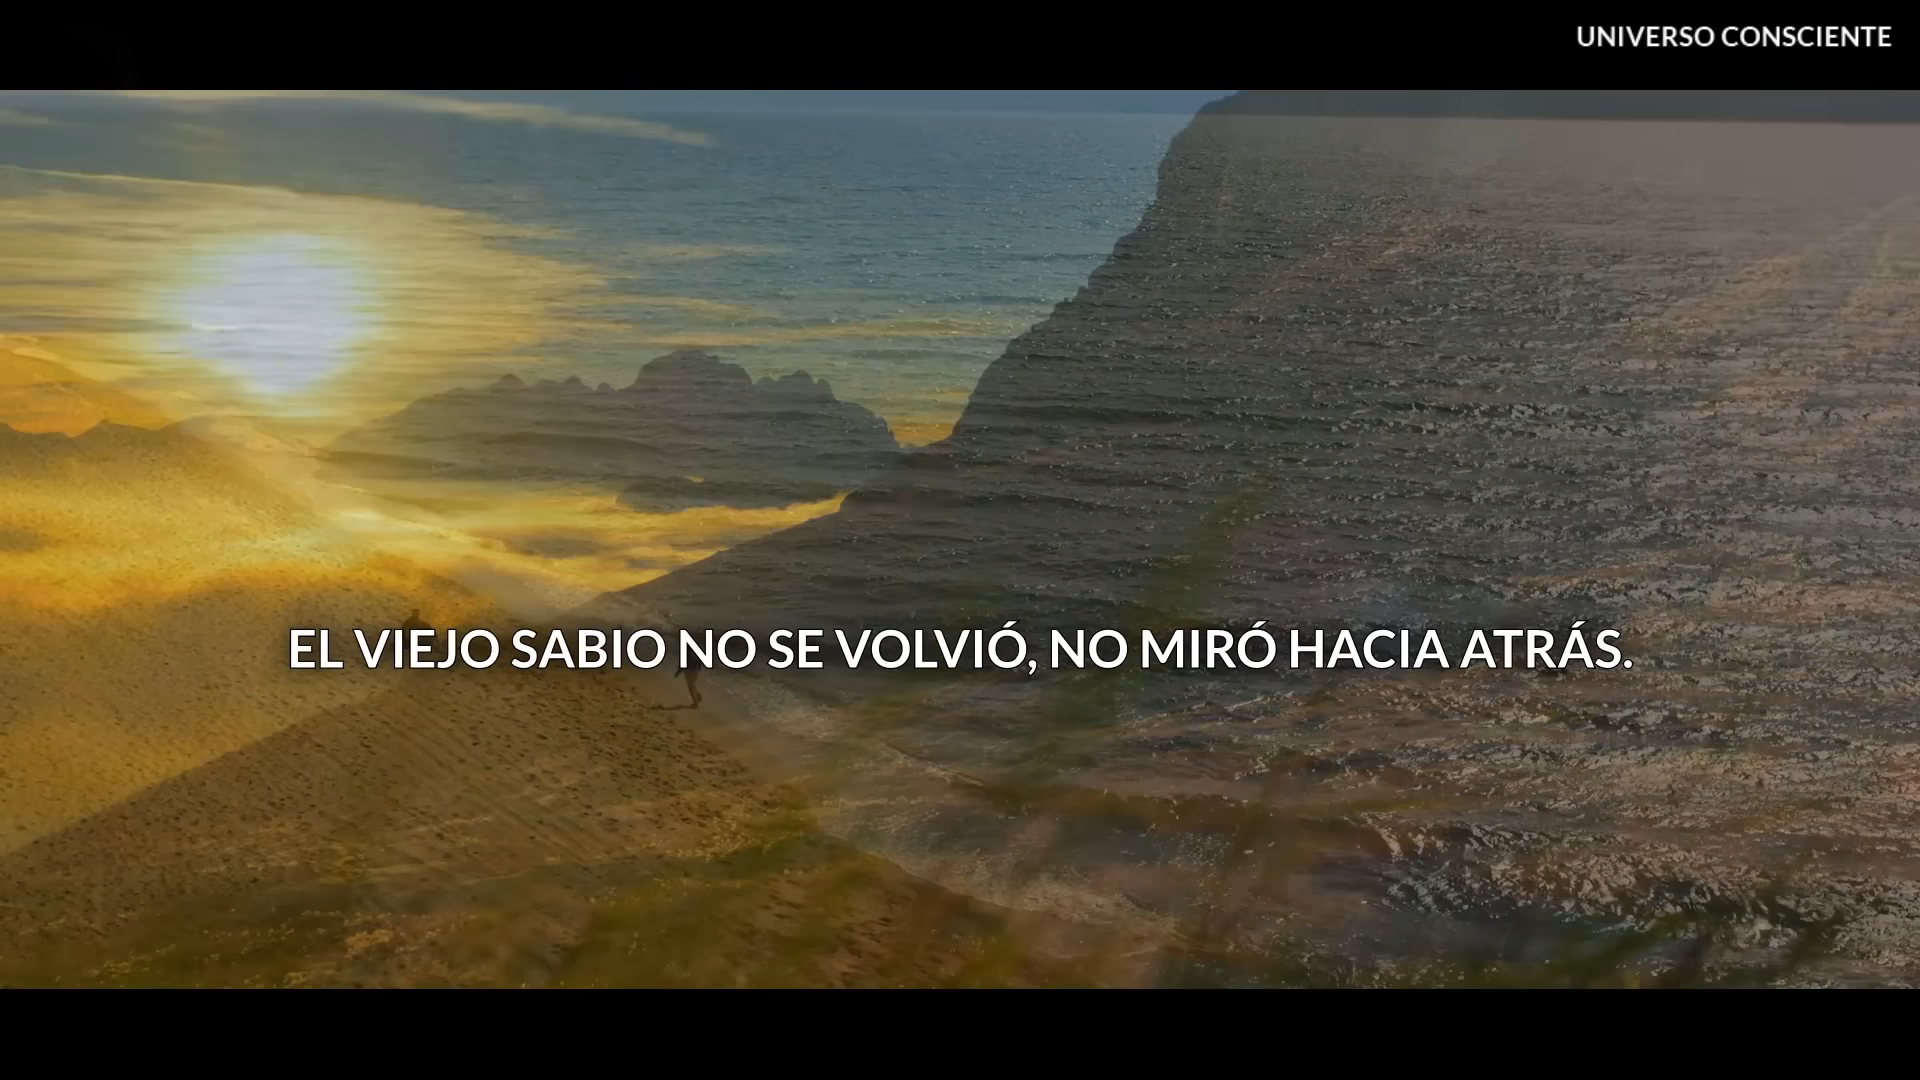 UNIVERSO CONSCIENTE
EL VIEJO SABIO NO SE VOLVIÓ, NO MIRÓ HACIA ATRÁS.